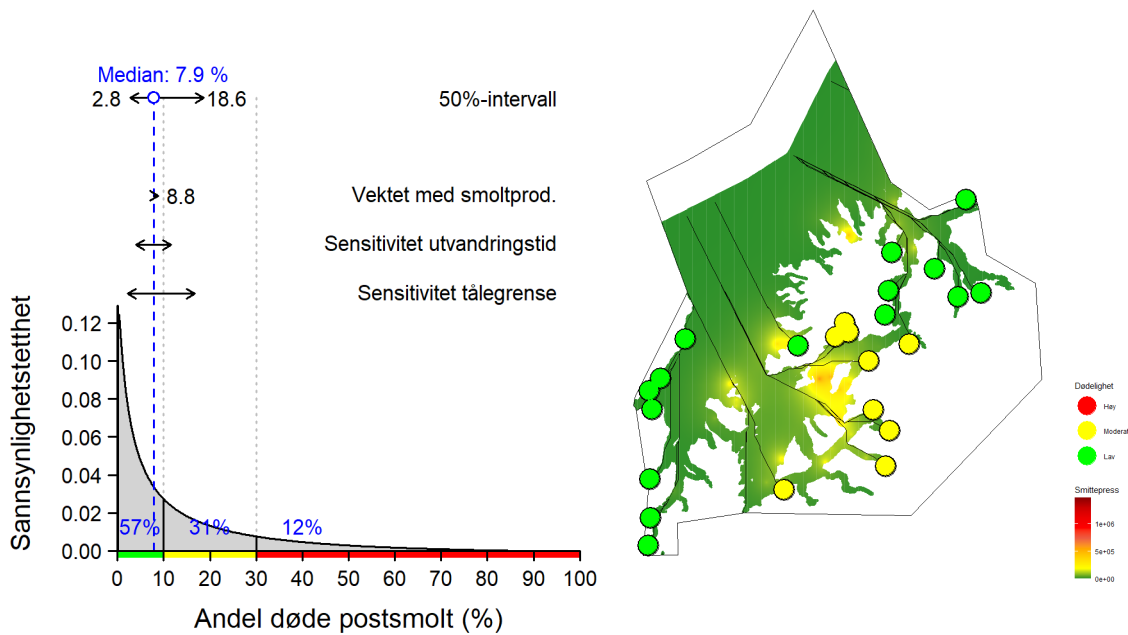 Median: 7.9 %
2.8
18.6
50%-intervall
8.8
Vektet med smoltprod.
Sensitivitet utvandringstid
Sensitivitet tålegrense
Sannsynlighetstetthet
0.12
0.10
0.08
0.06
0.04
0.02
0.00
57%
31%
12%
0 10 20 30 40 50 60 70 80 90 100
Andel døde postsmolt (%)
Dødelighet
Høy
Moderat
Lav
Smittepress
1e+06
5e+05
0e+00